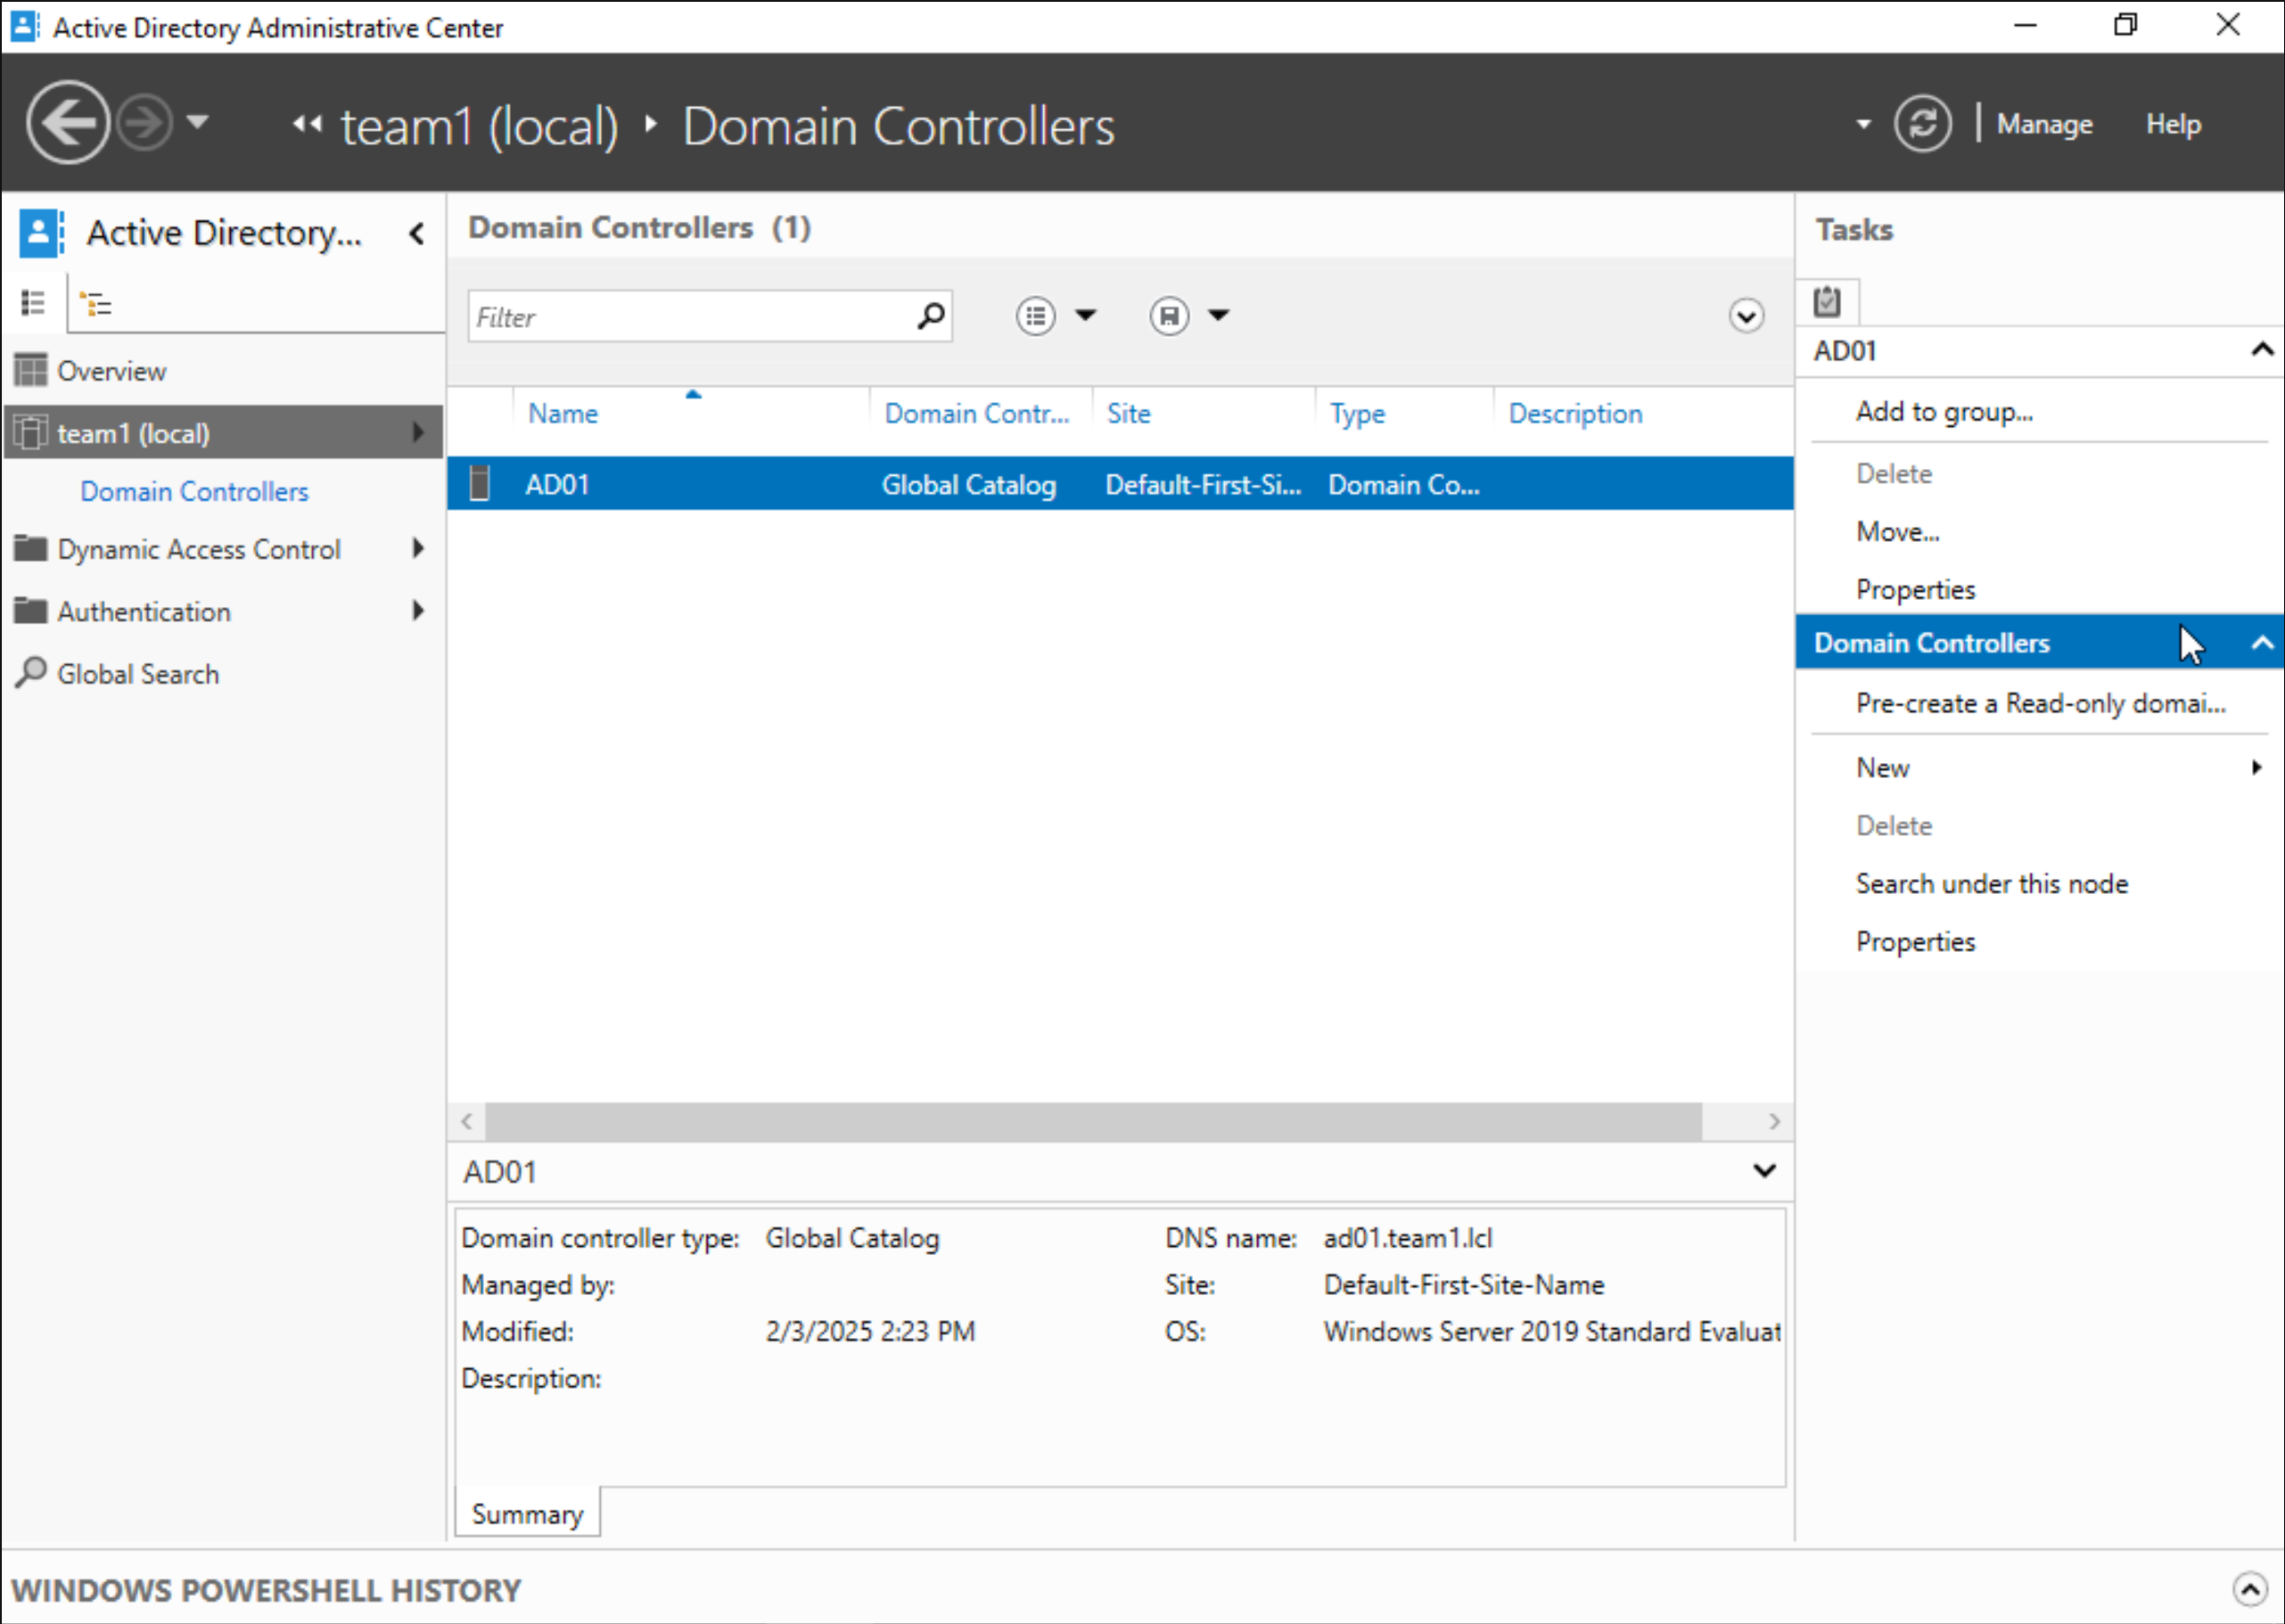 Active Directory Administrative Center
team1 (local) Domain Controllers
Manage Help
Active Directory...
Overview
team1 (local)
Domain Controllers
Dynamic Access Control
Authentication
Global Search
Domain Controllers (1)
Filter
Name Domain Contr... Site Type Description
AD01 Global Catalog Default-First-Si... Domain Co...
AD01
Domain controller type: Global Catalog DNS name: ad01.team1.lcl
Managed by: Site: Default-First-Site-Name
Modified: 2/3/2025 2:23 PM OS: Windows Server 2019 Standard Evaluat
Description:
Summary
Tasks
AD01
Add to group...
Delete
Move...
Properties
Domain Controllers
Pre-create a Read-only domai...
New
Delete
Search under this node
Properties
WINDOWS POWERSHELL HISTORY